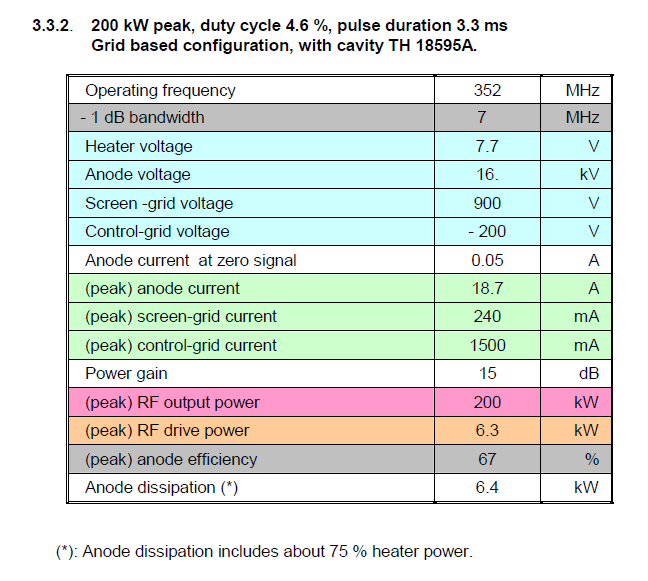 3.3.2. 200 kW peak, duty cycle 4.6 %, pulse duration 3.3 ms
Grid based configuration, with cavity TH 18595A.
Operating frequency 352 MHz
- 1 dB bandwidth 7 MHz
Heater voltage 7.7 V
Anode voltage 16. kV
Screen -grid voltage 900 V
Control-grid voltage - 200 V
Anode current at zero signal 0.05 A
(peak) anode current 18.7 A
(peak) screen-grid current 240 mA
(peak) control-grid current 1500 mA
Power gain 15 dB
(peak) RF output power 200 kW
(peak) RF drive power 6.3 kW
(peak) anode efficiency 67 %
Anode dissipation (*) 6.4 kW
(*): Anode dissipation includes about 75 % heater power.